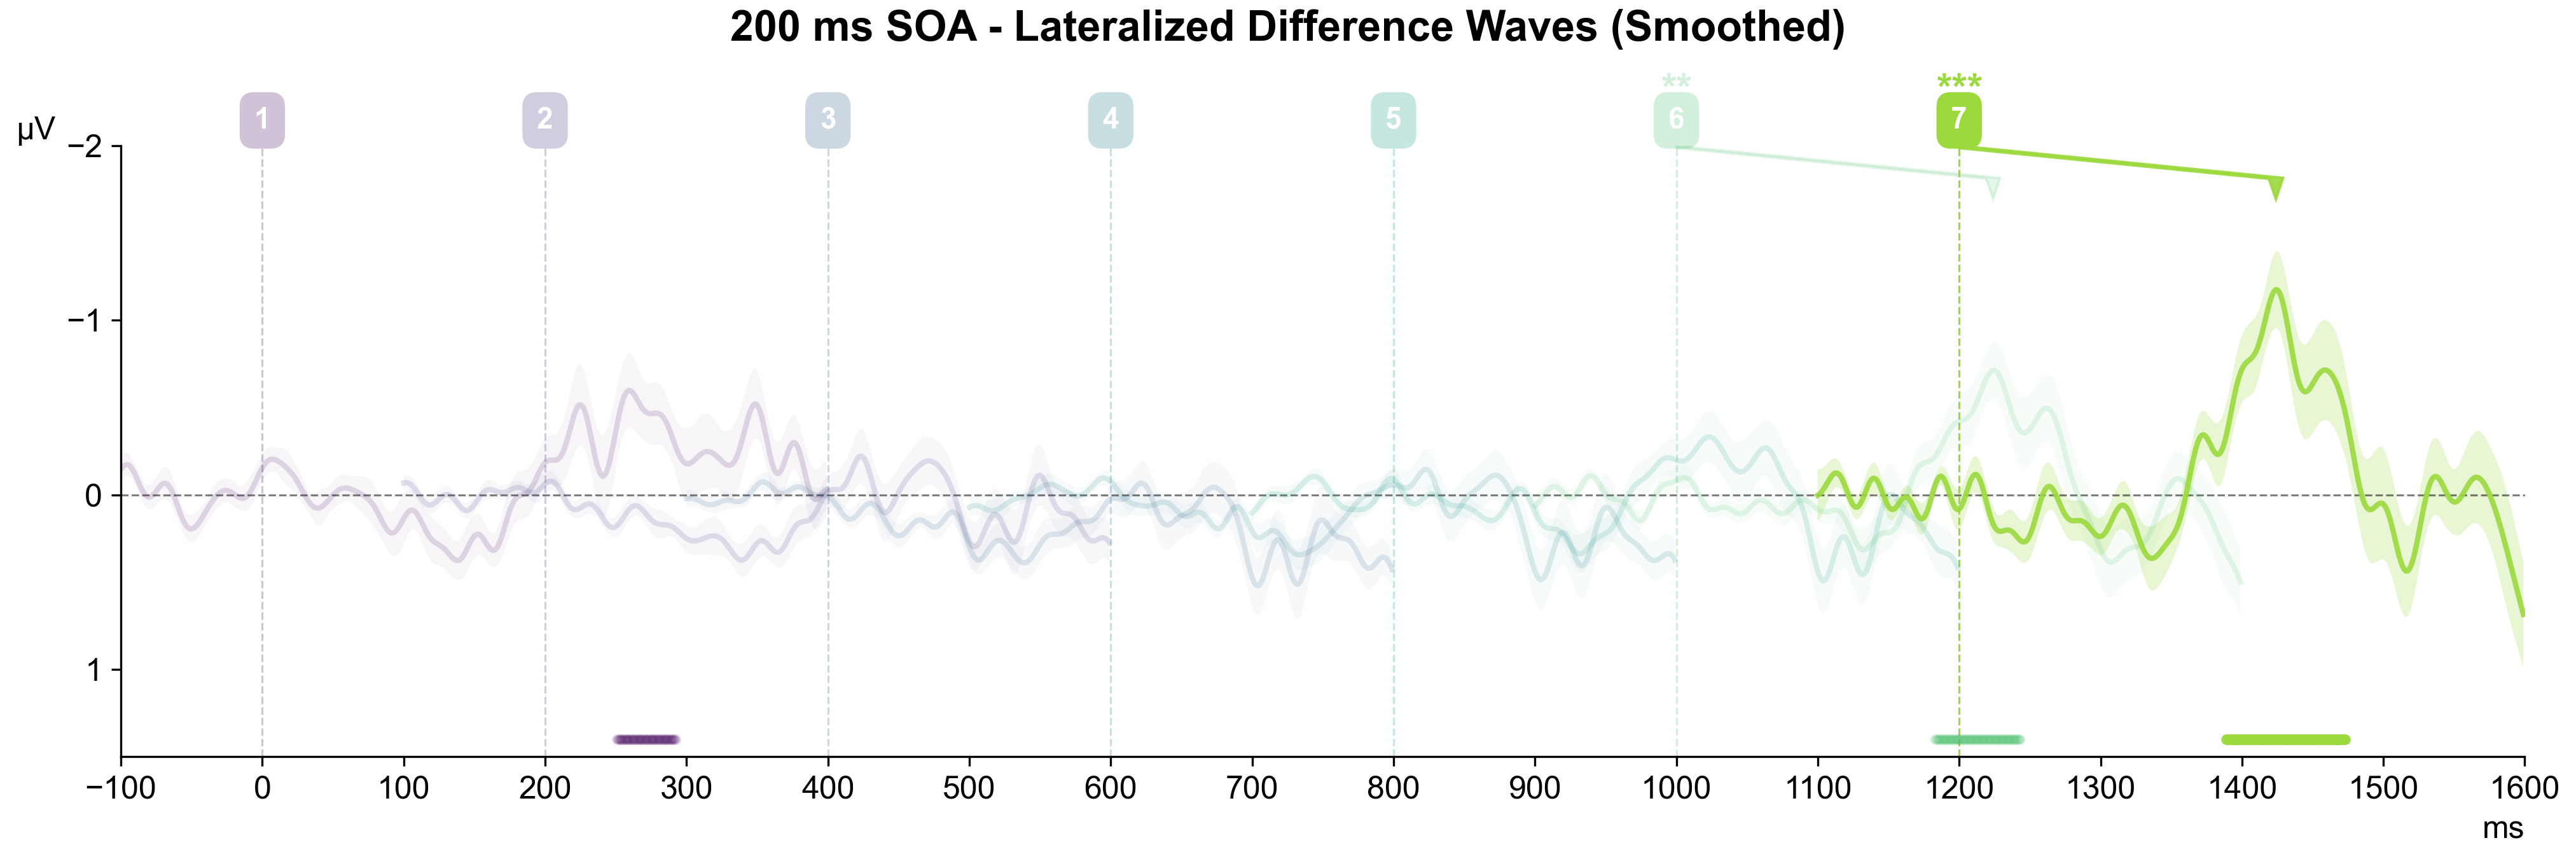 200 ms SOA - Lateralized Difference Waves (Smoothed)
** ***
1 2 3 4 5 6 7
µV
−2
−1
0
1
−100 0 100 200 300 400 500 600 700 800 900 1000 1100 1200 1300 1400 1500 1600
ms